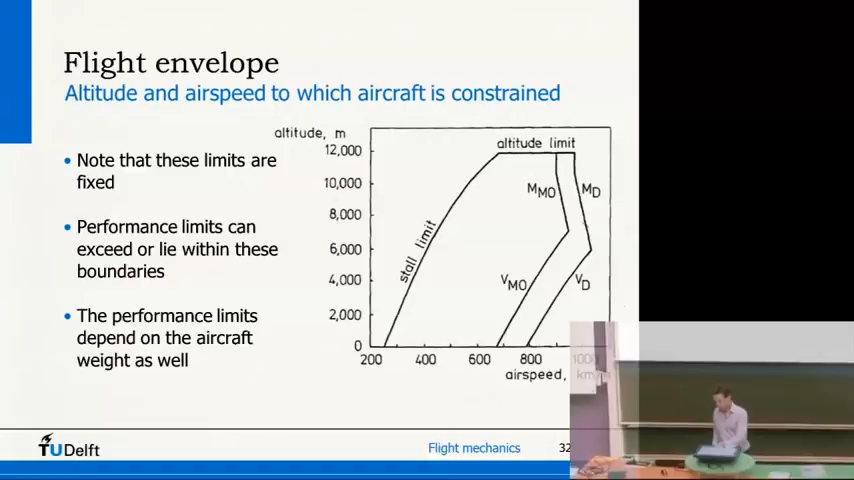 Flight envelope
Altitude and airspeed to which aircraft is constrained
• Note that these limits are
fixed
• Performance limits can
exceed or lie within these
boundaries
• The performance limits
depend on the aircraft
weight as well
altitude, m
12,000
10,000
8,000
6,000
4,000
2,000
0
200 400 600 800 1000
airspeed, km/h
altitude limit
stall limit
MMO
MD
VMO
VD
TUDelft
Flight mechanics
32